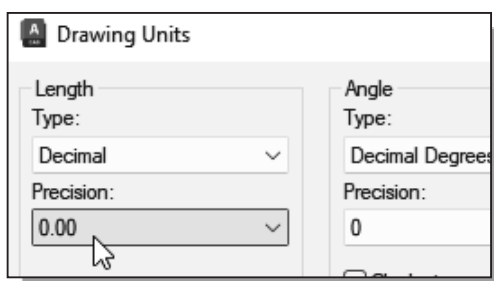 Drawing Units
Length
Type:
Decimal
Precision:
0.00
Angle
Type:
Decimal Degrees
Precision:
0